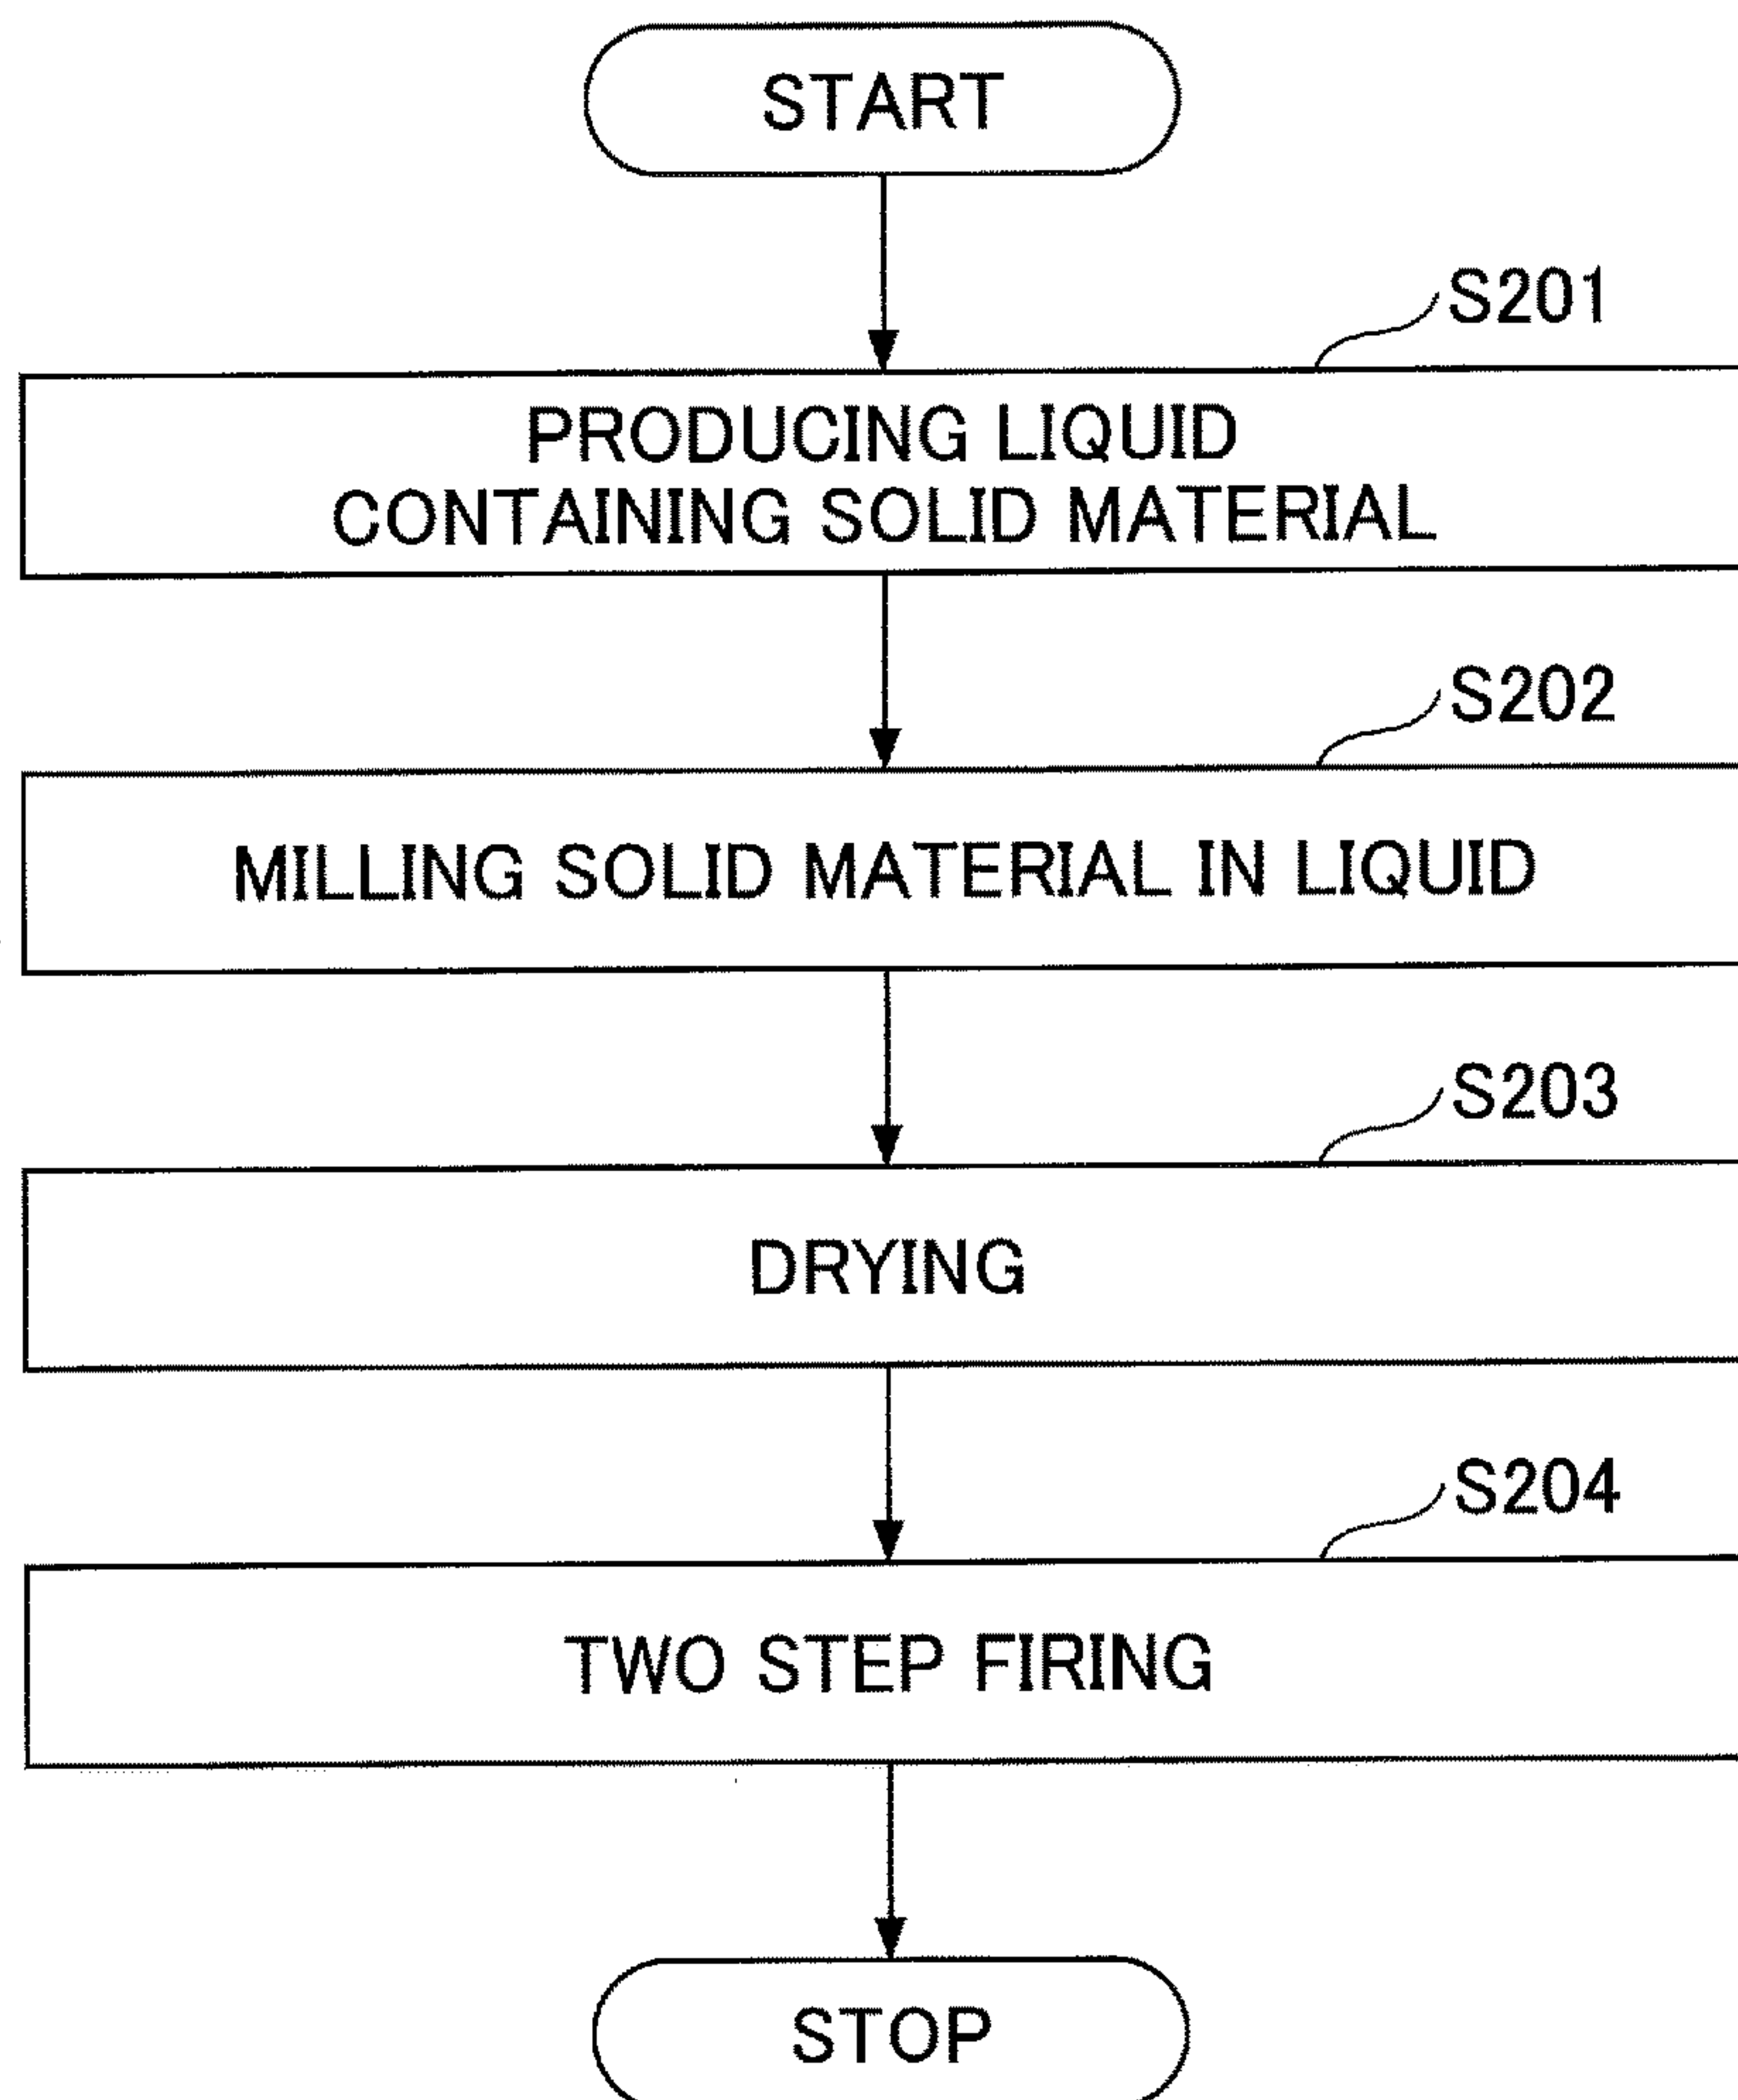 START
S201
PRODUCING LIQUID
CONTAINING SOLID MATERIAL
S202
MILLING SOLID MATERIAL IN LIQUID
S203
DRYING
S204
TWO STEP FIRING
STOP